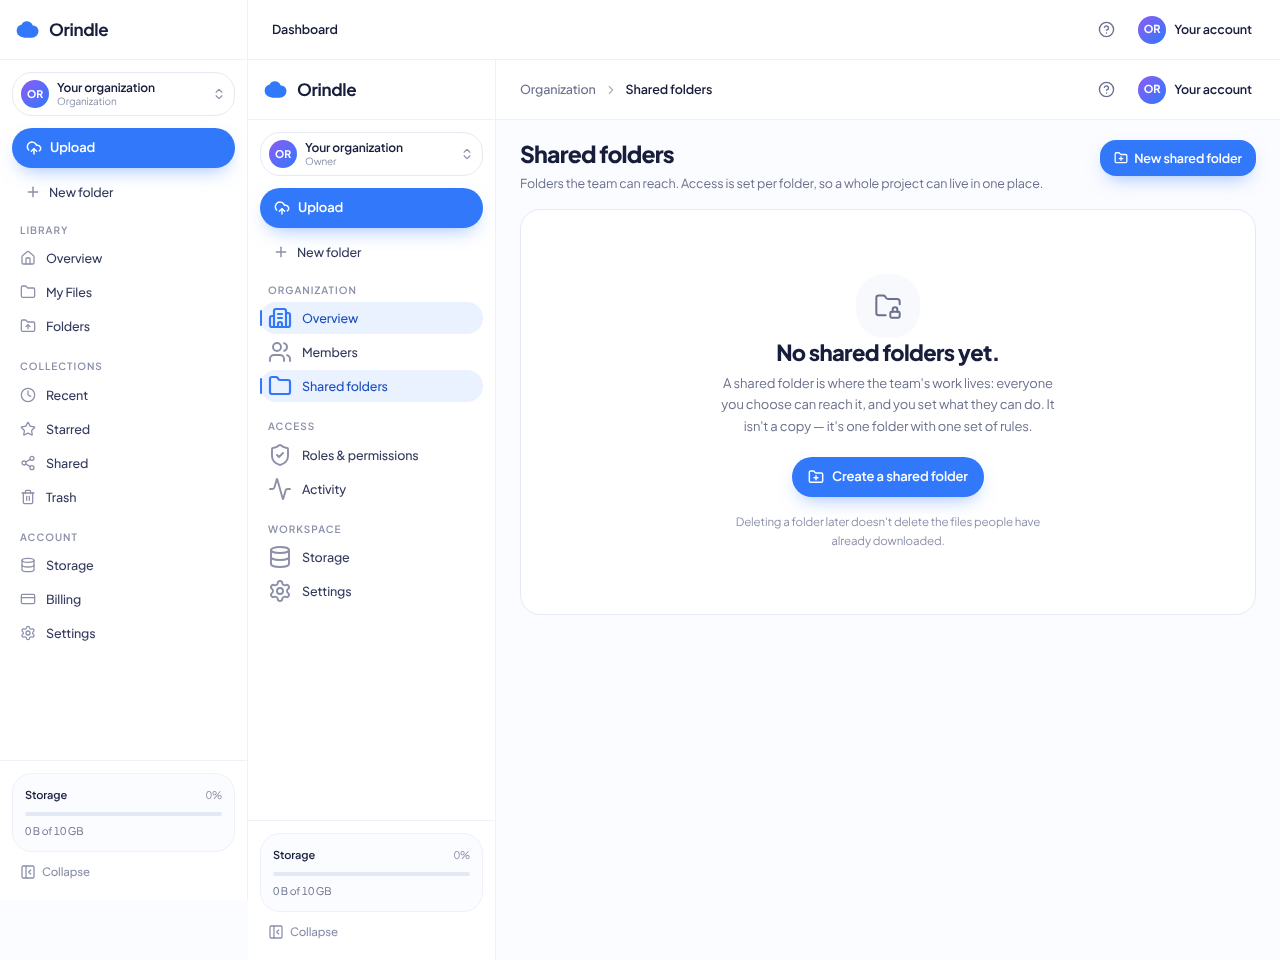 Orindle
Dashboard
OR
Your account
OR
Your organization
Organization
Upload
New folder
LIBRARY
Overview
My Files
Folders
COLLECTIONS
Recent
Starred
Shared
Trash
ACCOUNT
Storage
Billing
Settings
Storage
0%
0 B of 10 GB
Collapse
Orindle
OR
Your organization
Owner
Upload
New folder
ORGANIZATION
Overview
Members
Shared folders
ACCESS
Roles & permissions
Activity
WORKSPACE
Storage
Settings
Storage
0%
0 B of 10 GB
Collapse
Organization
Shared folders
OR
Your account
Shared folders
Folders the team can reach. Access is set per folder, so a whole project can live in one place.
New shared folder
No shared folders yet.
A shared folder is where the team's work lives: everyone
you choose can reach it, and you set what they can do. It
isn't a copy — it's one folder with one set of rules.
Create a shared folder
Deleting a folder later doesn't delete the files people have
already downloaded.